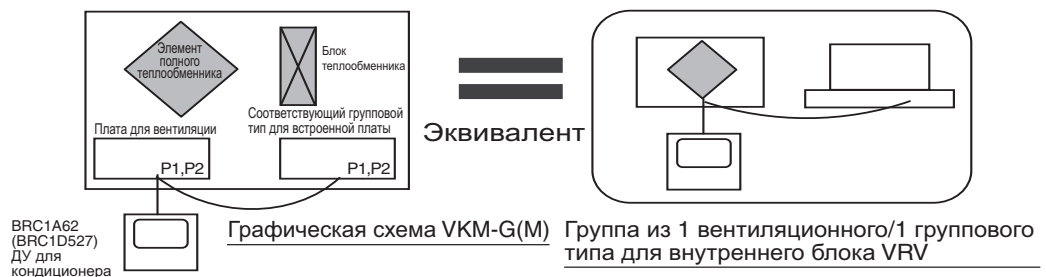 Элемент
полного
теплообменника
Блок
теплообменника
Плата для вентиляции
Соответствующий групповой
тип для встроенной платы
P1,P2
P1,P2
BRC1A62
(BRC1D527)
ДУ для
кондиционера
Графическая схема VKM-G(M)
Эквивалент
Группа из 1 вентиляционного/1 группового
типа для внутреннего блока VRV